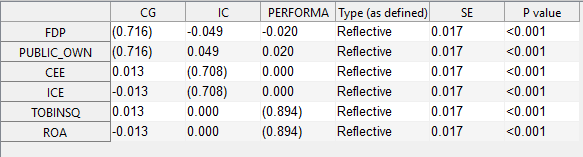 CG IC PERFORMA Type (as defined) SE P value
FDP (0.716) -0.049 -0.020 Reflective 0.017 <0.001
PUBLIC_OWN (0.716) 0.049 0.020 Reflective 0.017 <0.001
CEE 0.013 (0.708) 0.000 Reflective 0.017 <0.001
ICE -0.013 (0.708) 0.000 Reflective 0.017 <0.001
TOBINSQ 0.013 0.000 (0.894) Reflective 0.017 <0.001
ROA -0.013 0.000 (0.894) Reflective 0.017 <0.001